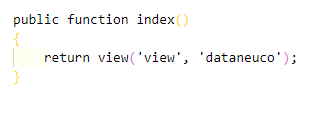 public function index()
{
    return view('view', 'dataneuco');
}